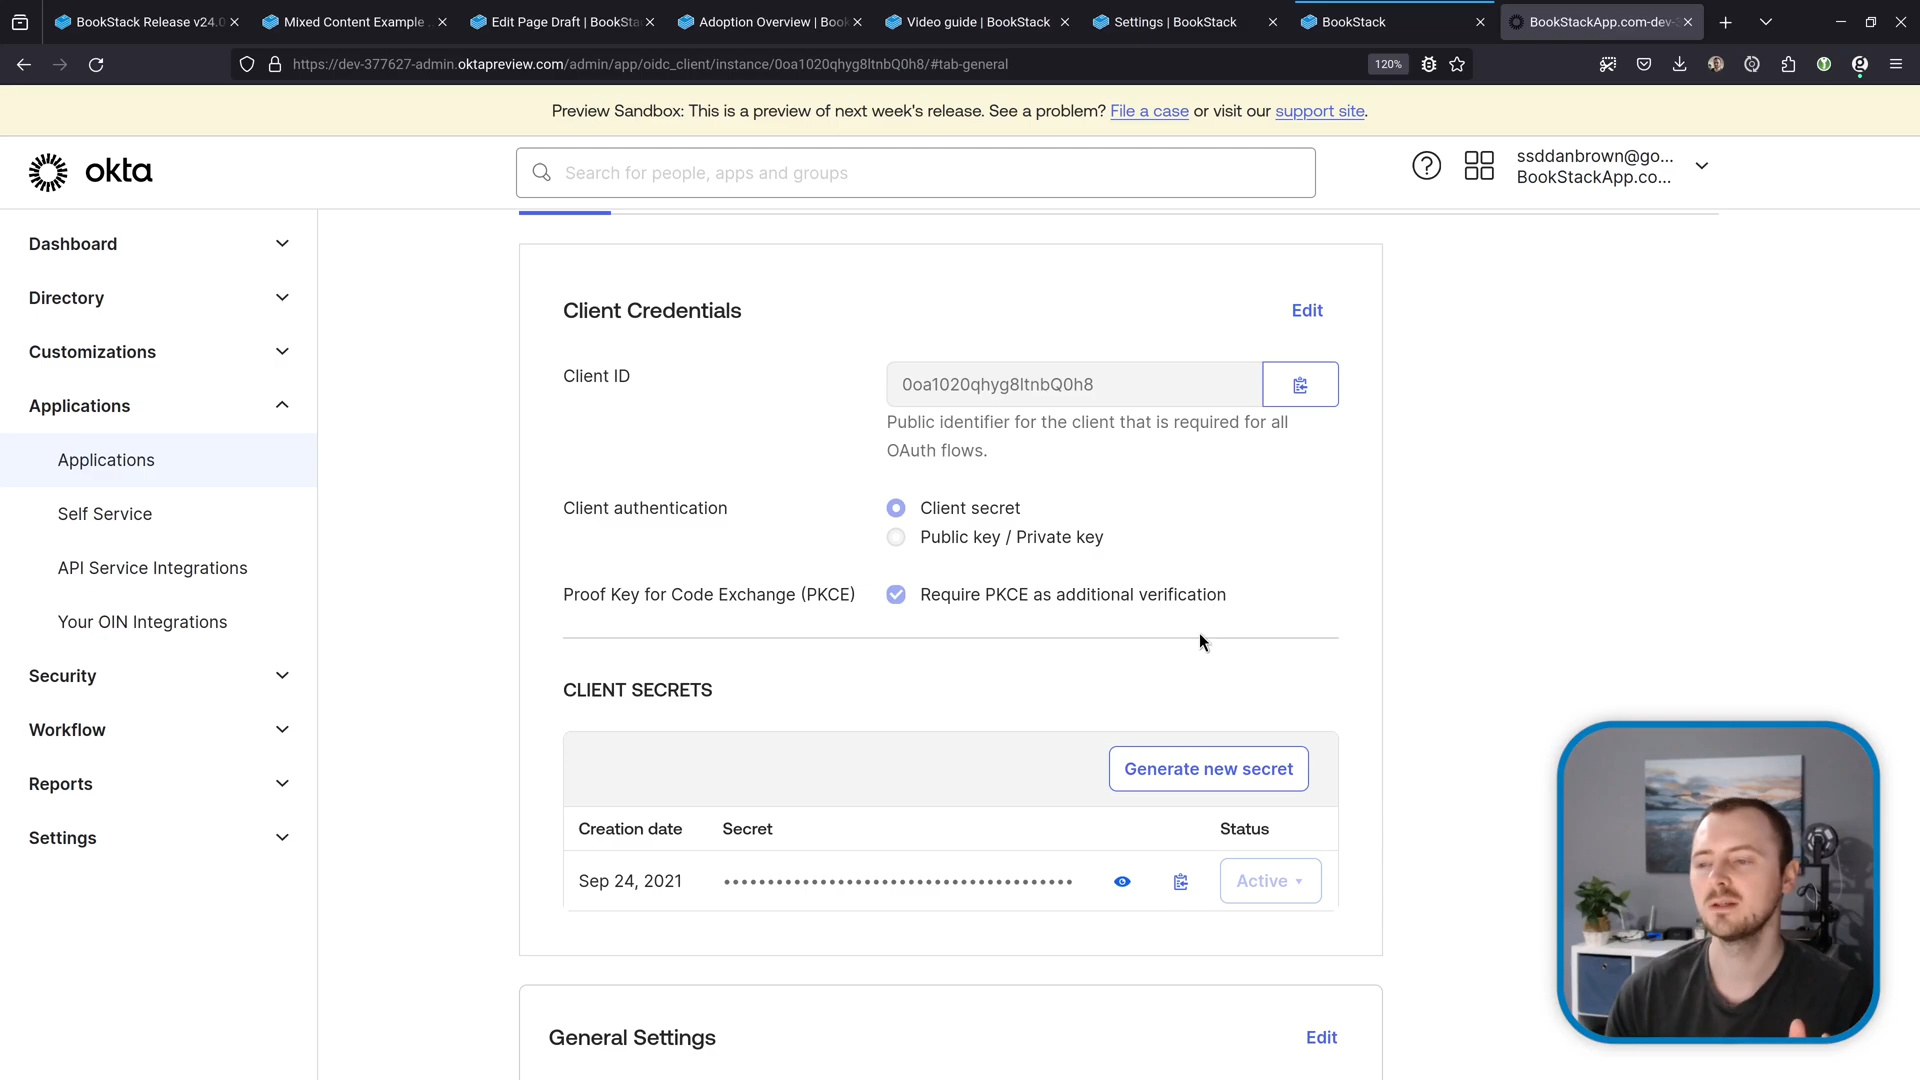 BookStack Release v24.0
Mixed Content Example
Edit Page Draft | BookSta
Adoption Overview | Book
Video guide | BookStack
Settings | BookStack
BookStack
BookStackApp.com-dev-3
https://dev-377627-admin.oktapreview.com/admin/app/oidc_client/instance/0oa1020qhyg8ltnbQ0h8/#tab-general
120%
Preview Sandbox: This is a preview of next week's release. See a problem? File a case or visit our support site.
okta
Search for people, apps and groups
ssddanbrown@go...
BookStackApp.co...
Dashboard
Directory
Customizations
Applications
Applications
Self Service
API Service Integrations
Your OIN Integrations
Security
Workflow
Reports
Settings
Client Credentials
Edit
Client ID
0oa1020qhyg8ltnbQ0h8
Public identifier for the client that is required for all
OAuth flows.
Client authentication
Client secret
Public key / Private key
Proof Key for Code Exchange (PKCE)
Require PKCE as additional verification
CLIENT SECRETS
Generate new secret
Creation date Secret Status
Sep 24, 2021 •••••••••••••••••••••••••••••••••••••••• Active
General Settings
Edit